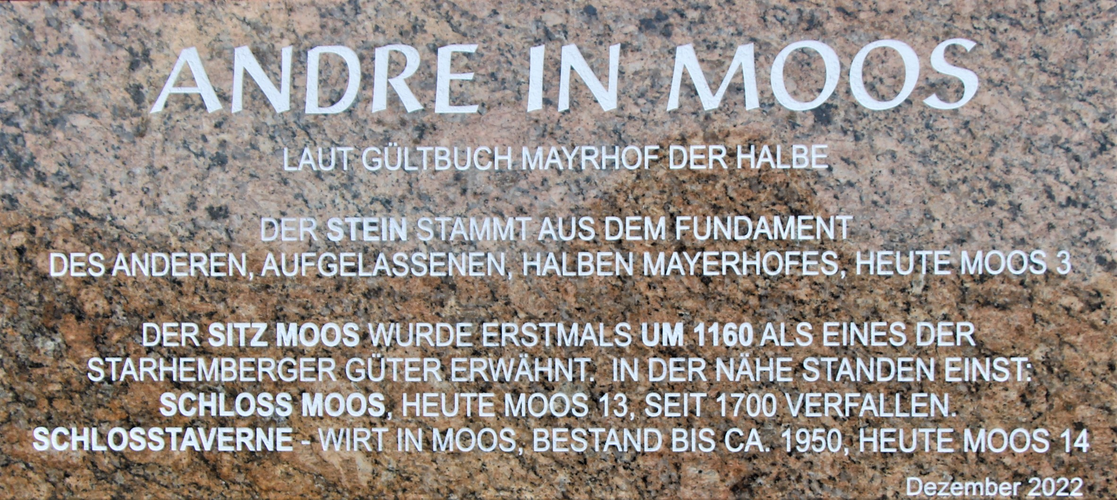 ANDRE IN MOOS
LAUT GÜLTBUCH MAYRHOF DER HALBE
DER STEIN STAMMT AUS DEM FUNDAMENT
DES ANDEREN, AUFGELASSENEN, HALBEN MAYERHOFES, HEUTE MOOS 3
DER SITZ MOOS WURDE ERSTMALS UM 1160 ALS EINES DER
STARHEMBERGER GÜTER ERWÄHNT. IN DER NÄHE STANDEN EINST:
SCHLOSS MOOS, HEUTE MOOS 13, SEIT 1700 VERFALLEN.
SCHLOSSTAVERNE - WIRT IN MOOS, BESTAND BIS CA. 1950, HEUTE MOOS 14
Dezember 2022